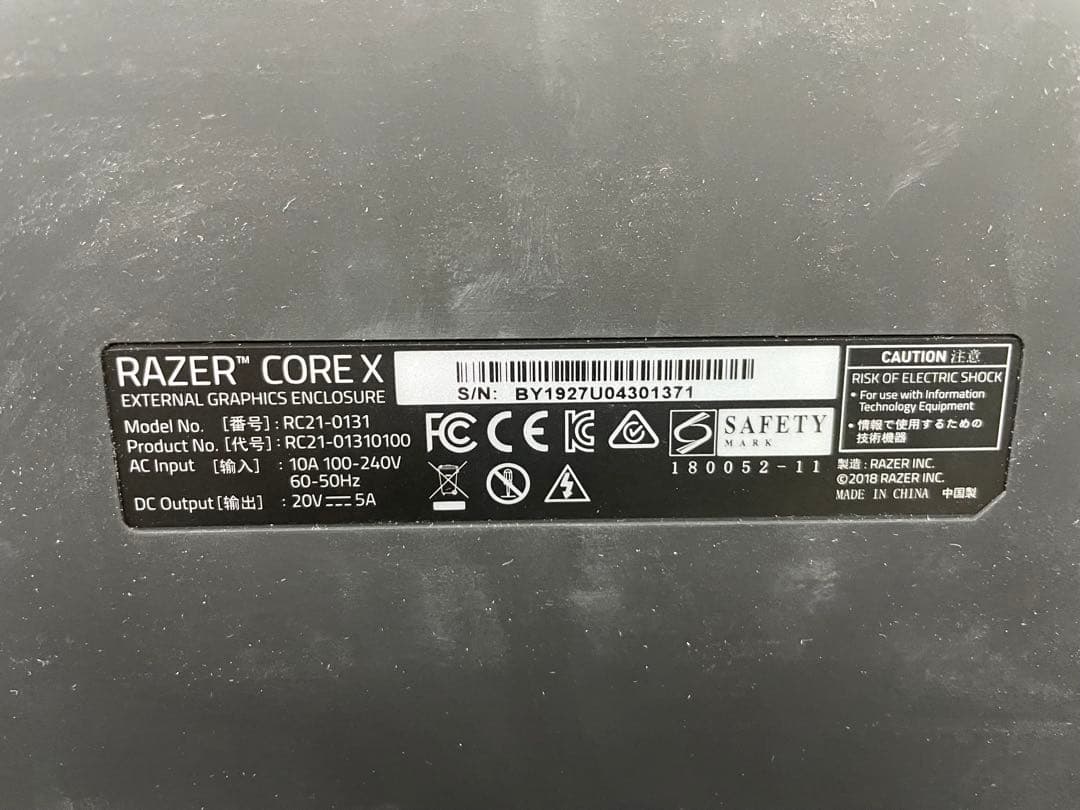 RAZER™ CORE X
EXTERNAL GRAPHICS ENCLOSURE
Model No. [番号] : RC21-0131
Product No. [代号] : RC21-01310100
AC Input [输入] : 10A 100-240V
60-50Hz
DC Output [输出] : 20V⎓5A
S/N: BY1927U04301371
FC CE
SAFETY
MARK
180052-11
CAUTION 注意
RISK OF ELECTRIC SHOCK
• For use with Information
Technology Equipment
• 情報で使用するための
技術機器
製造 : RAZER INC.
©2018 RAZER INC.
MADE IN CHINA 中国製